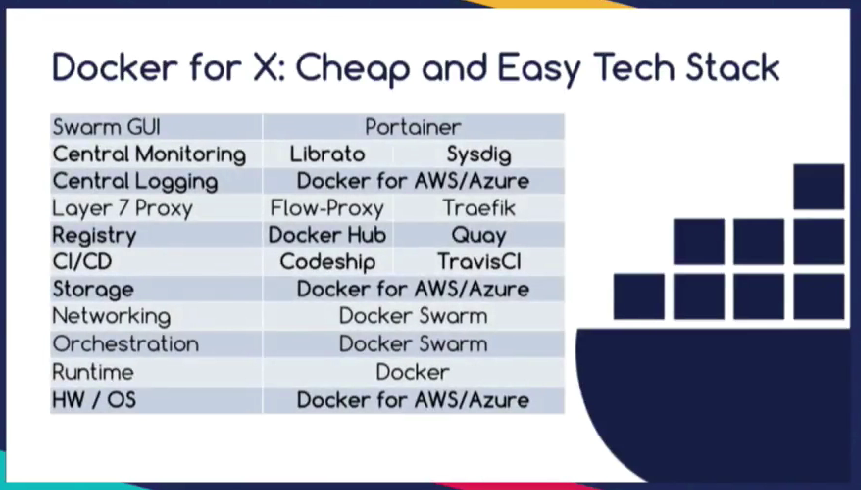 Docker for X: Cheap and Easy Tech Stack
Swarm GUI Portainer
Central Monitoring Librato Sysdig
Central Logging Docker for AWS/Azure
Layer 7 Proxy Flow-Proxy Traefik
Registry Docker Hub Quay
CI/CD Codeship TravisCI
Storage Docker for AWS/Azure
Networking Docker Swarm
Orchestration Docker Swarm
Runtime Docker
HW / OS Docker for AWS/Azure